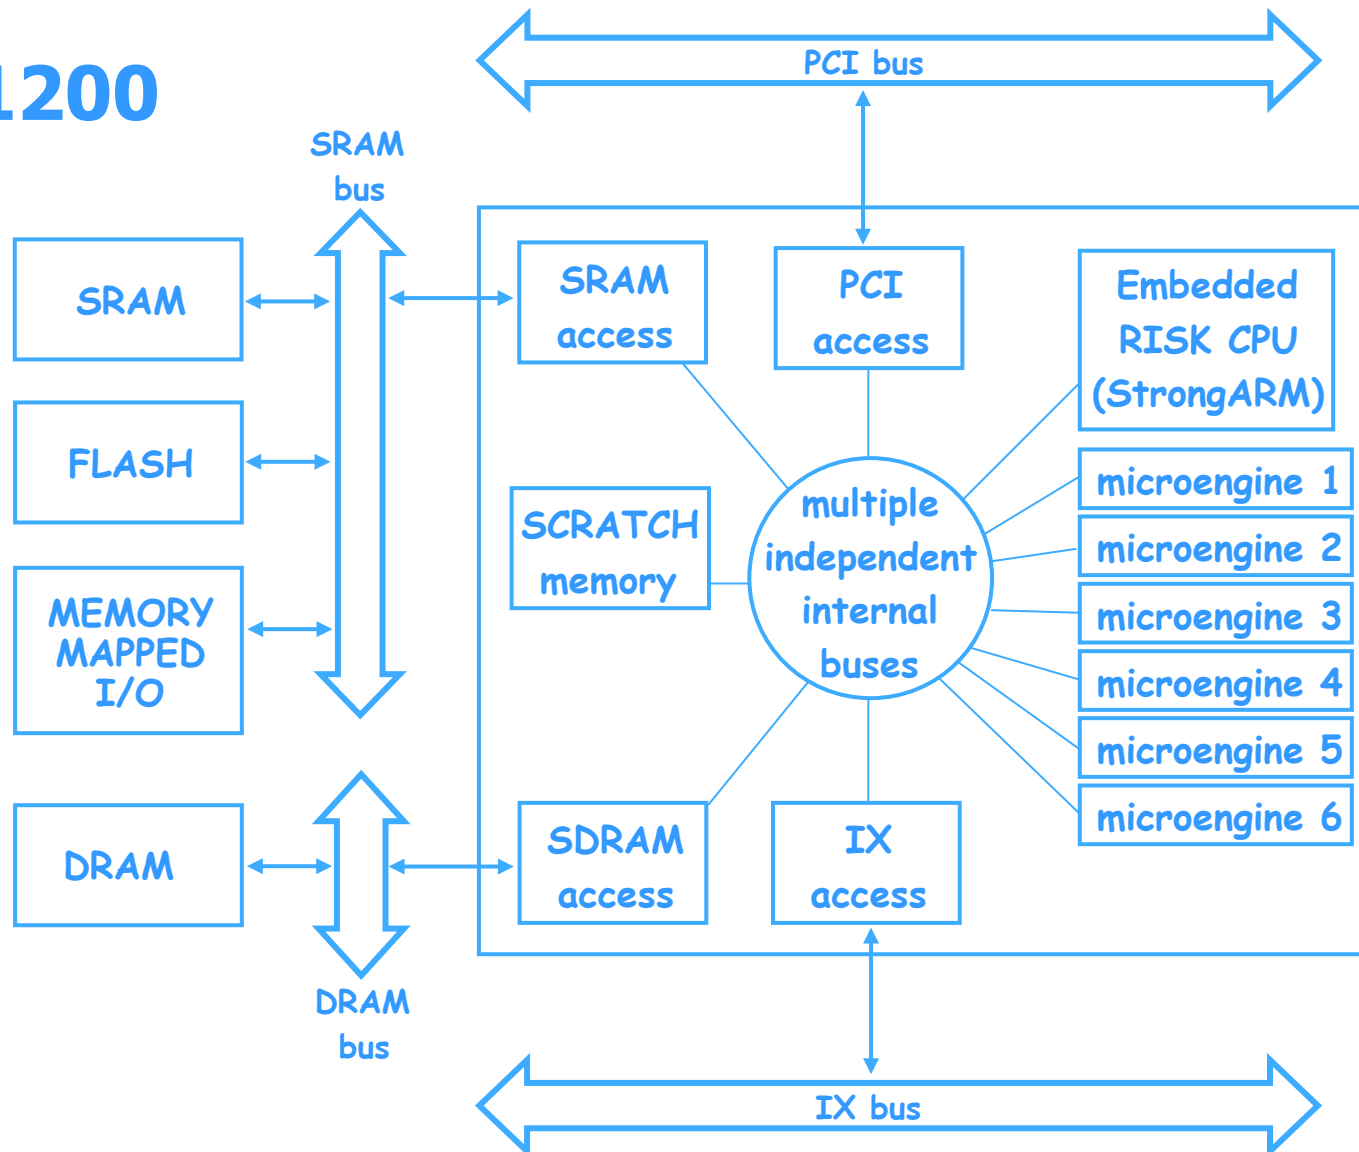 1200
PCI bus
SRAM
bus
SRAM
FLASH
MEMORY
MAPPED
I/O
DRAM
DRAM
bus
SRAM
access
PCI
access
Embedded
RISK CPU
(StrongARM)
SCRATCH
memory
multiple
independent
internal
buses
microengine 1
microengine 2
microengine 3
microengine 4
microengine 5
microengine 6
SDRAM
access
IX
access
IX bus